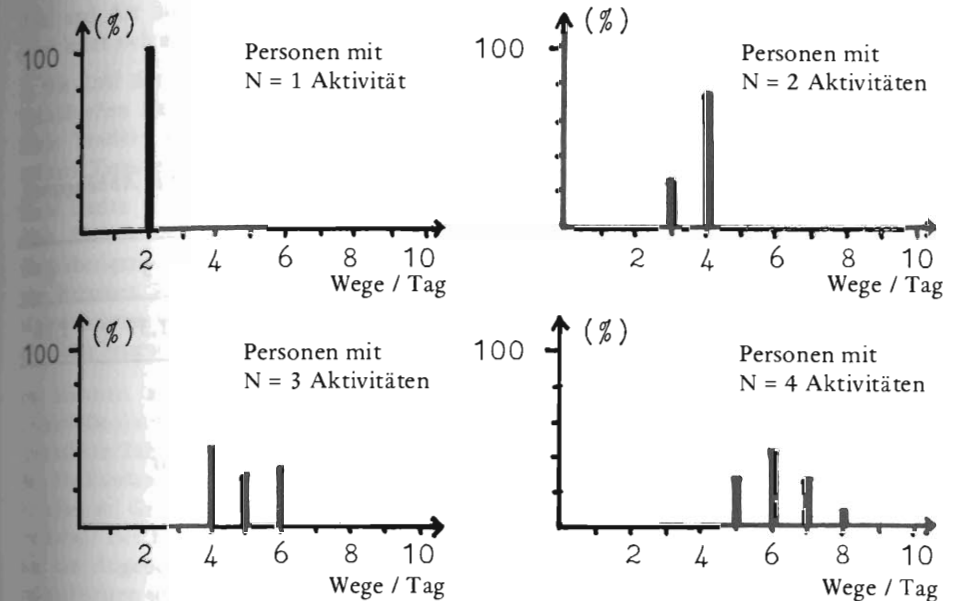 (%)
100
Personen mit
N = 1 Aktivität
2 4 6 8 10
Wege / Tag
(%)
100
Personen mit
N = 2 Aktivitäten
2 4 6 8 10
Wege / Tag
(%)
100
Personen mit
N = 3 Aktivitäten
2 4 6 8 10
Wege / Tag
(%)
100
Personen mit
N = 4 Aktivitäten
2 4 6 8 10
Wege / Tag